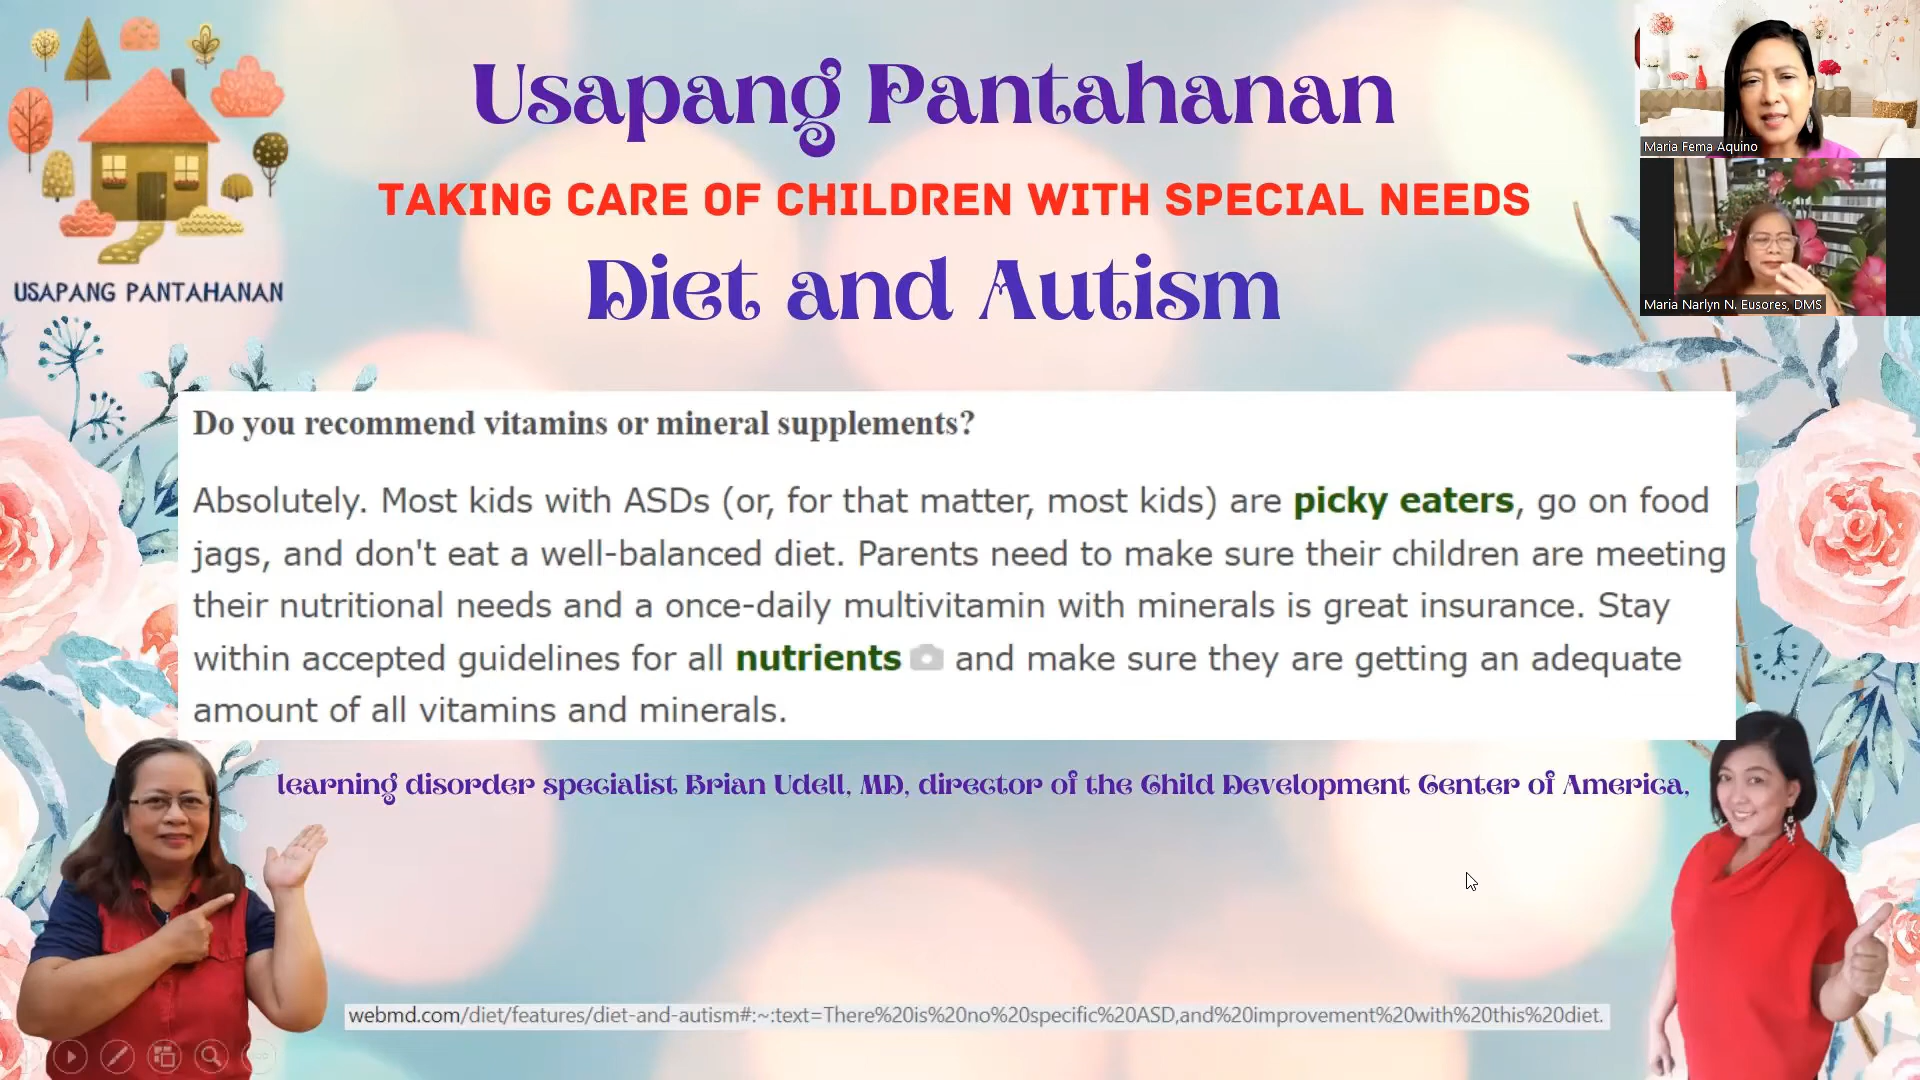 Usapang Pantahanan
TAKING CARE OF CHILDREN WITH SPECIAL NEEDS
Diet and Autism
USAPANG PANTAHANAN
Maria Fema Aquino
Maria Narlyn N. Eusores, DMS
Do you recommend vitamins or mineral supplements?
Absolutely. Most kids with ASDs (or, for that matter, most kids) are picky eaters, go on food
jags, and don't eat a well-balanced diet. Parents need to make sure their children are meeting
their nutritional needs and a once-daily multivitamin with minerals is great insurance. Stay
within accepted guidelines for all nutrients and make sure they are getting an adequate
amount of all vitamins and minerals.
learning disorder specialist Brian Udell, MD, director of the Child Development Center of America,
webmd.com/diet/features/diet-and-autism#:~:text=There%20is%20no%20specific%20ASD,and%20improvement%20with%20this%20diet.